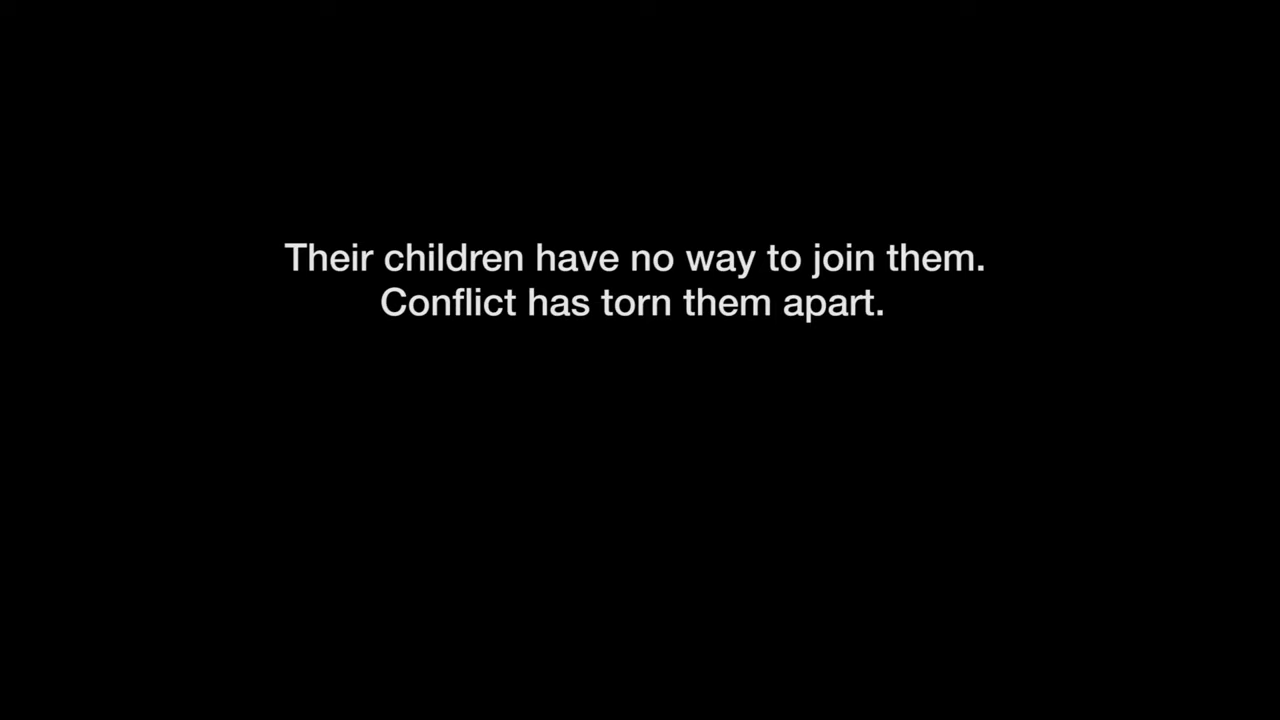 Their children have no way to join them.
Conflict has torn them apart.